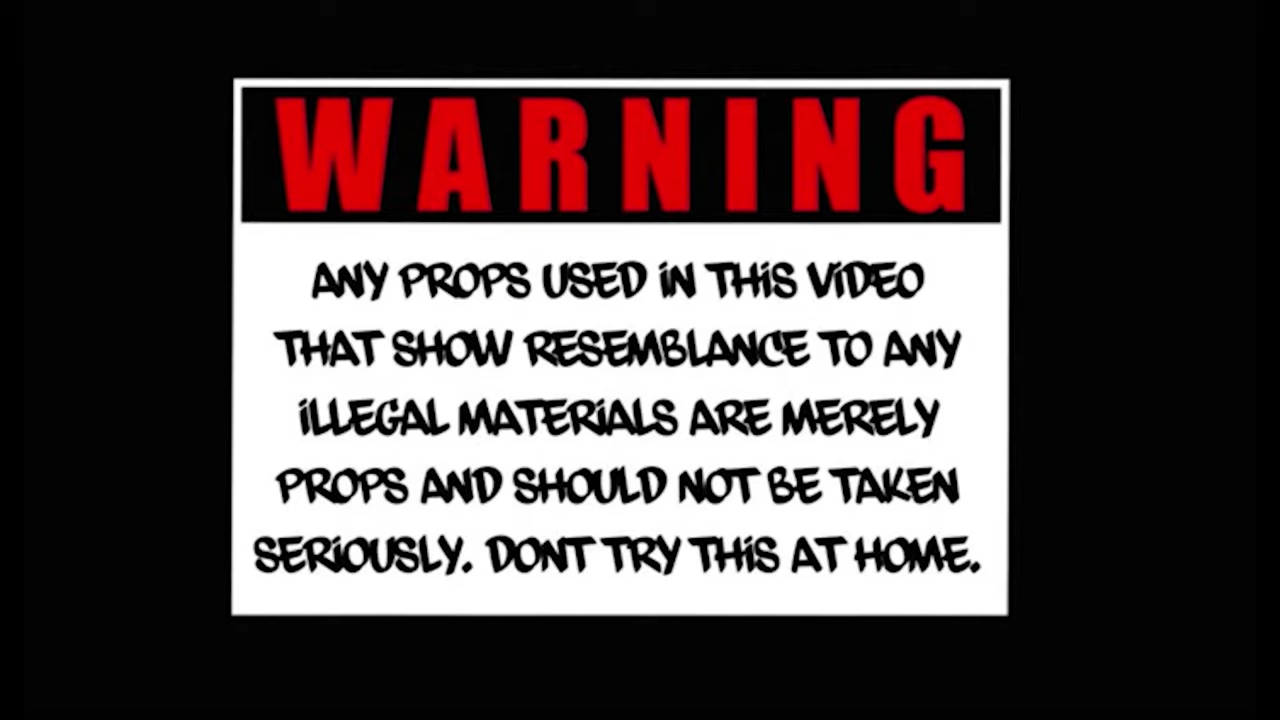 WARNING
ANY PROPS USED IN THIS VIDEO
THAT SHOW RESEMBLANCE TO ANY
ILLEGAL MATERIALS ARE MERELY
PROPS AND SHOULD NOT BE TAKEN
SERIOUSLY. DONT TRY THIS AT HOME.